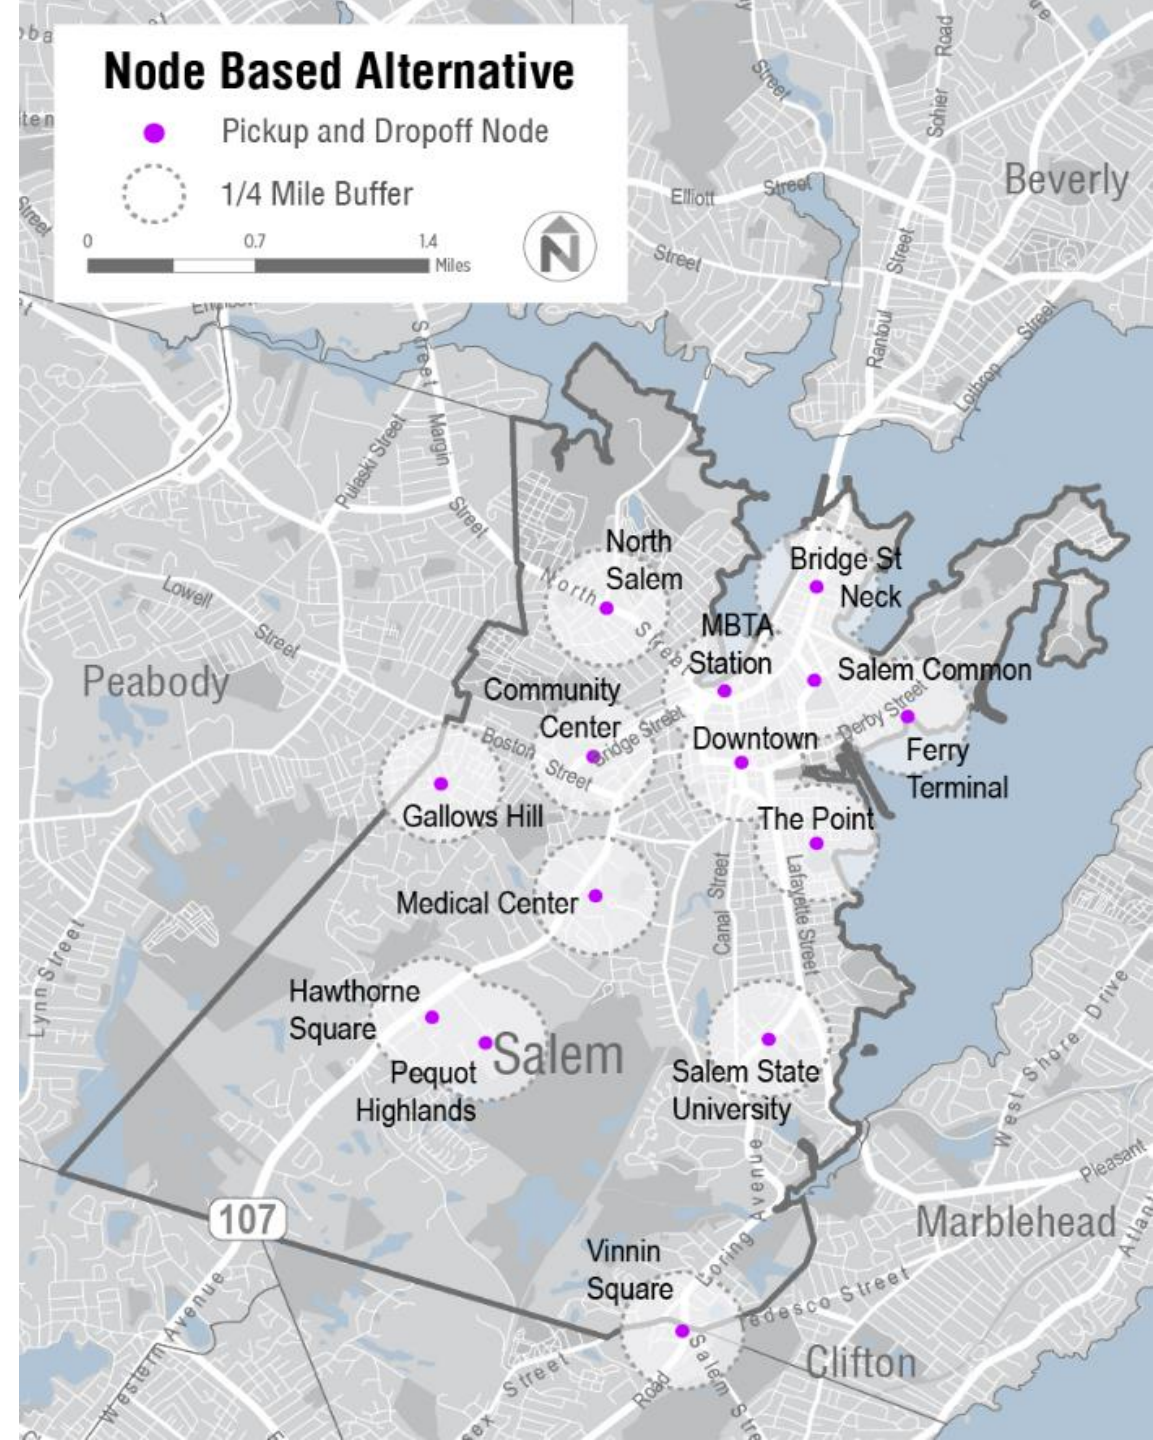 Node Based Alternative
Pickup and Dropoff Node
1/4 Mile Buffer
0 0.7 1.4
Miles
N
Street
Sohier Road
Beverly
Elliott Street
Street
Street
Rantoul Street
Lothrop Street
Street
Margin
Street
Pulaski Street
Lowell
Street
Peabody
North
Salem
North
Street
Bridge St
Neck
MBTA
Station
Salem Common
Community
Center
Bridge Street
Derby Street
Downtown
Ferry
Terminal
Boston
Street
Gallows Hill
The Point
Medical Center
Canal Street
Lafayette Street
Lynn Street
Hawthorne
Square
Salem
Pequot
Highlands
Salem State
University
West Shore Drive
Pleasant
107
Marblehead
Vinnin
Square
Loring Avenue
Tedesco Street
Western Avenue
Clifton
Street
Road
Salem Stre